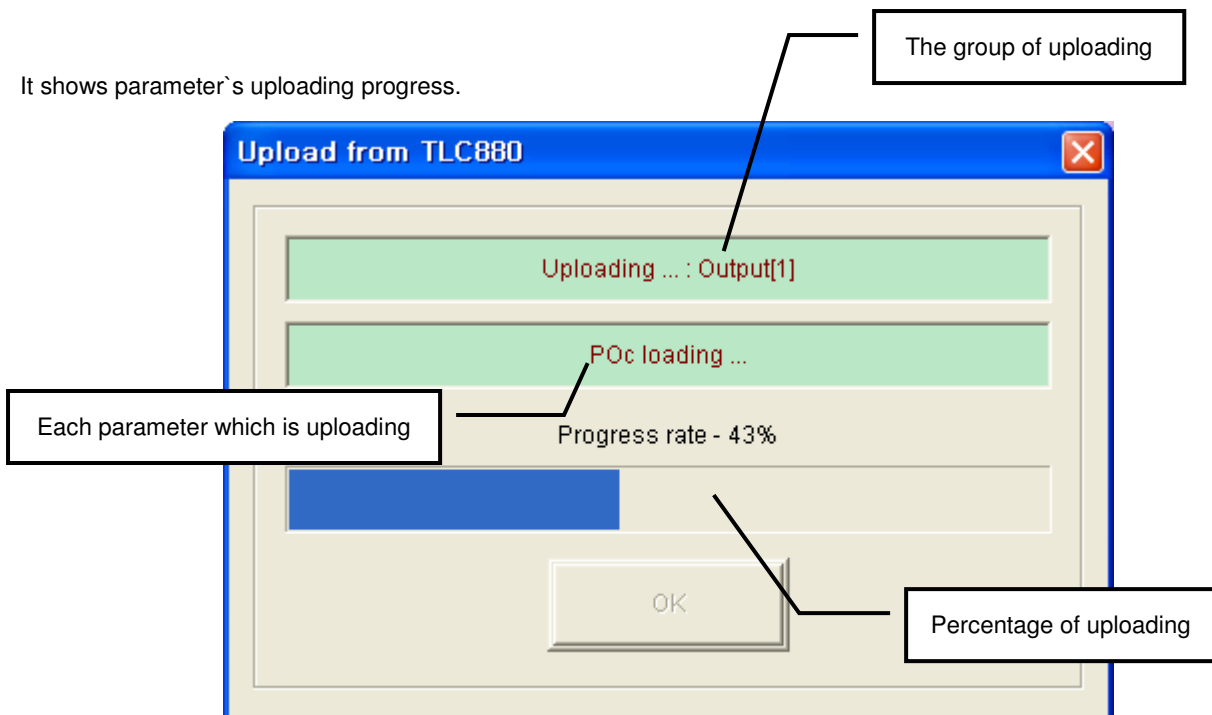 The group of uploading
It shows parameter`s uploading progress.
Upload from TLC880
Uploading ... : Output[1]
POc loading ...
Each parameter which is uploading
Progress rate - 43%
OK
Percentage of uploading